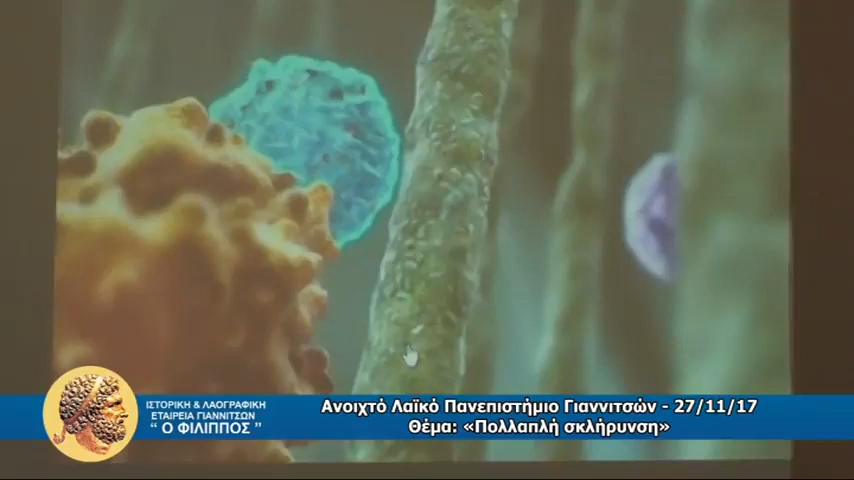 ΙΣΤΟΡΙΚΗ & ΛΑΟΓΡΑΦΙΚΗ
ΕΤΑΙΡΕΙΑ ΓΙΑΝΝΙΤΣΩΝ
“ Ο ΦΙΛΙΠΠΟΣ ”
Ανοιχτό Λαϊκό Πανεπιστήμιο Γιαννιτσών - 27/11/17
Θέμα: «Πολλαπλή σκλήρυνση»